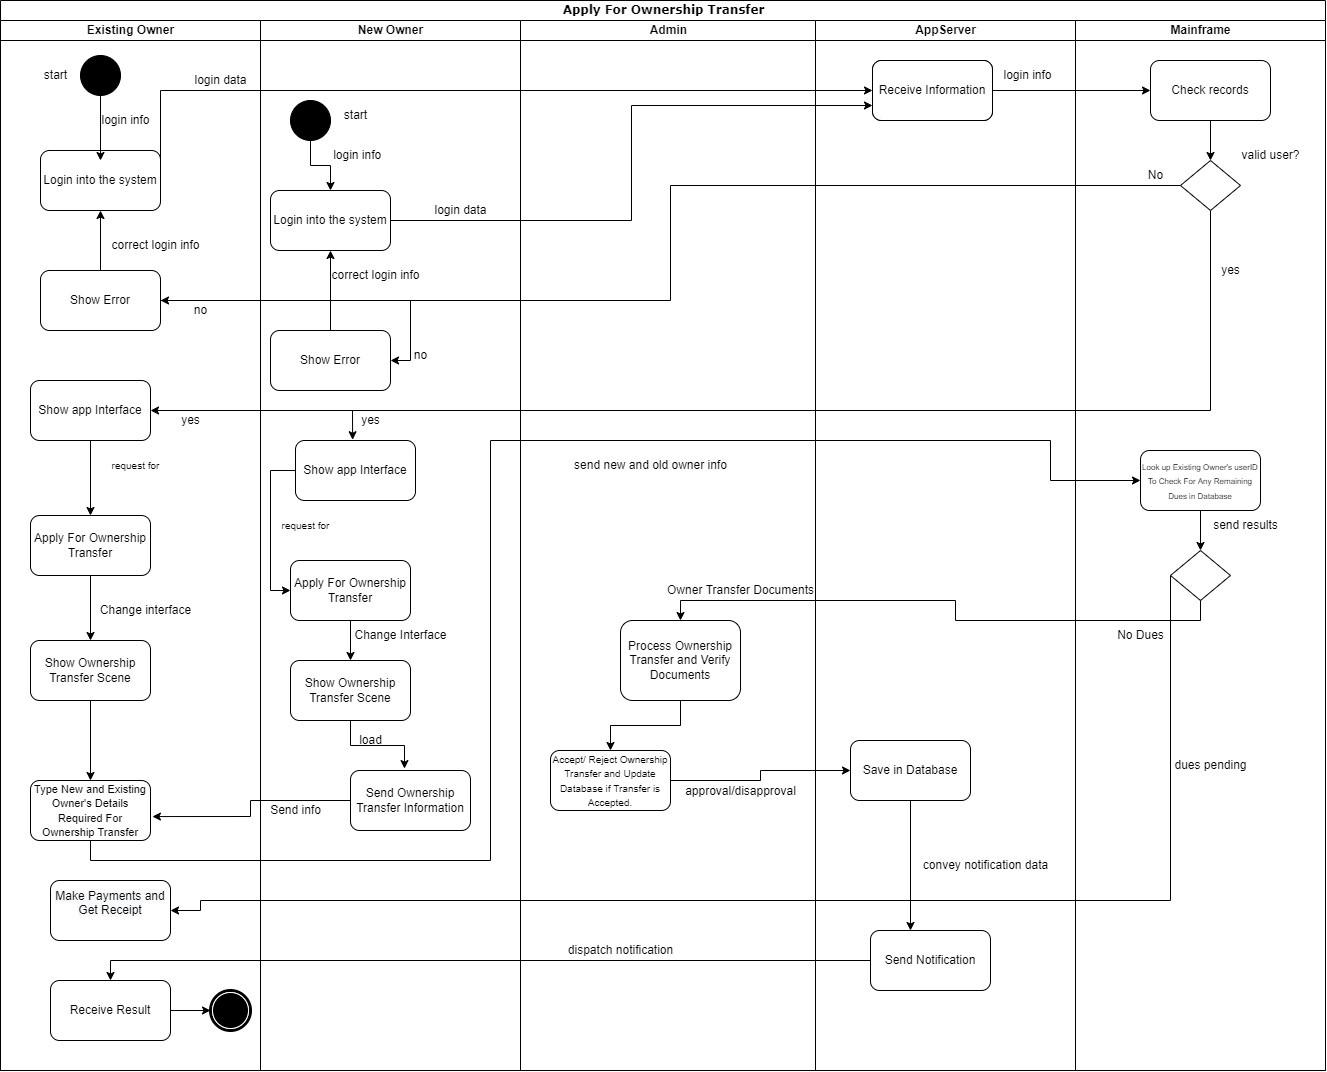 Apply For Ownership Transfer
Existing Owner
New Owner
Admin
AppServer
Mainframe
start
login data
Receive Information
login info
Check records
login info
start
login info
valid user?
Login into the system
No
Login into the system
login data
correct login info
yes
correct login info
Show Error
no
Show Error
no
Show app Interface
yes
yes
Show app Interface
request for
send new and old owner info
Look up Existing Owner's userID
To Check For Any Remaining
Dues in Database
request for
send results
Apply For Ownership
Transfer
Apply For Ownership
Transfer
Owner Transfer Documents
Change interface
Change Interface
No Dues
Process Ownership
Transfer and Verify
Documents
Show Ownership
Transfer Scene
Show Ownership
Transfer Scene
load
Accept/ Reject Ownership
Transfer and Update
Database if Transfer is
Accepted.
approval/disapproval
Save in Database
dues pending
Type New and Existing
Owner's Details
Required For
Ownership Transfer
Send info
Send Ownership
Transfer Information
convey notification data
Make Payments and
Get Receipt
dispatch notification
Send Notification
Receive Result